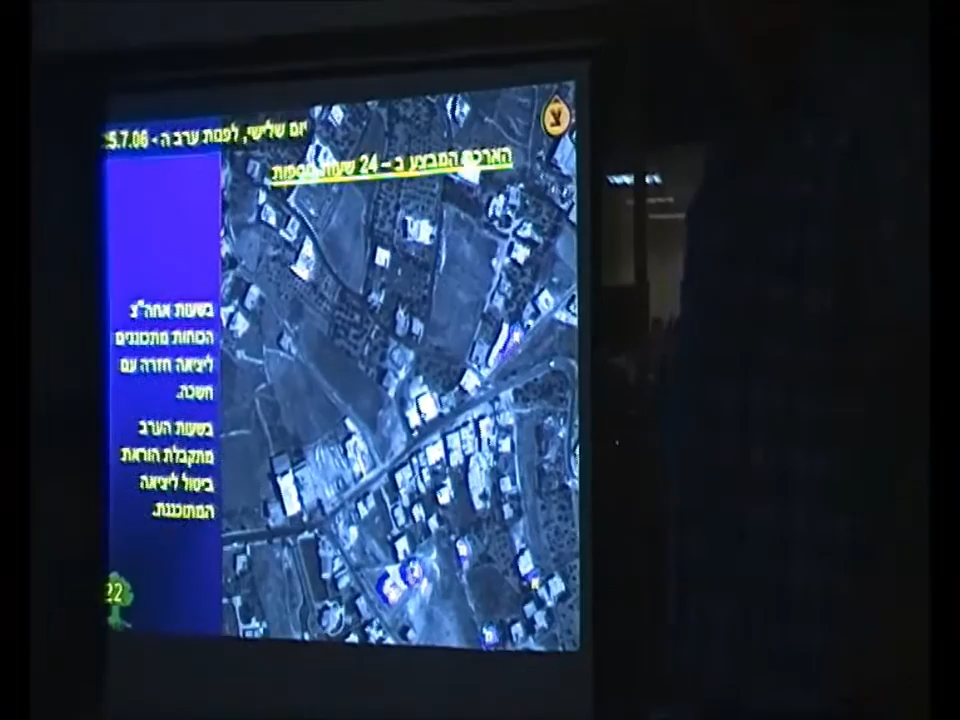 יום שלישי, לפנות ערב ה - 25.7.06
צ
הארכת המבצע ב – 24 שעות נוספות
בשעות אחה"צ
הכוחות מתכוננים
ליציאה חזרה עם
חשכה.
בשעות הערב
מתקבלת הוראת
ביטול ליציאה
המתוכננת.
22